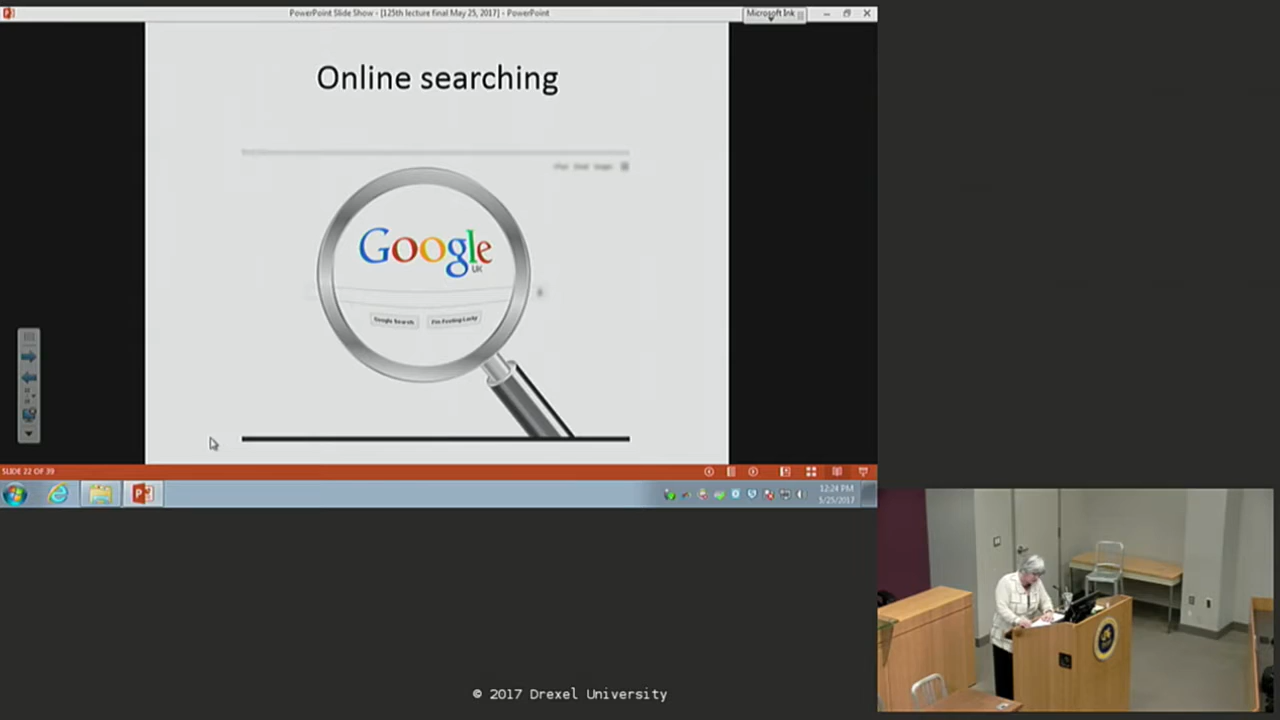 PowerPoint Slide Show - [125th lecture final May 25, 2017] - PowerPoint
Microsoft Ink
Online searching
Google
UK
Google Search
I'm Feeling Lucky
SLIDE 22 OF 39
12:24 PM
5/25/2017
© 2017 Drexel University